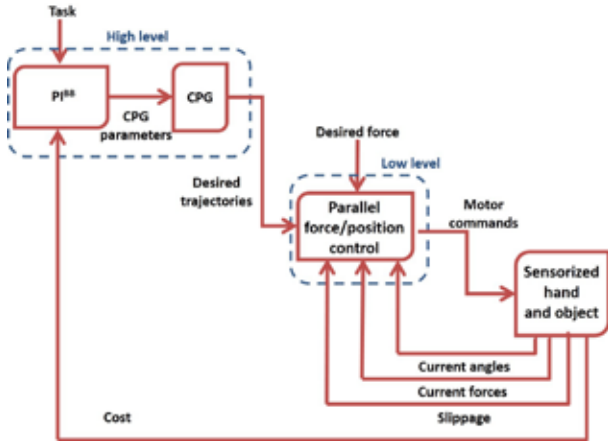 Task
High level
PI^BB
CPG
CPG
parameters
Desired force
Low level
Desired
trajectories
Parallel
force/position
control
Motor
commands
Sensorized
hand
and object
Current angles
Current forces
Cost
Slippage